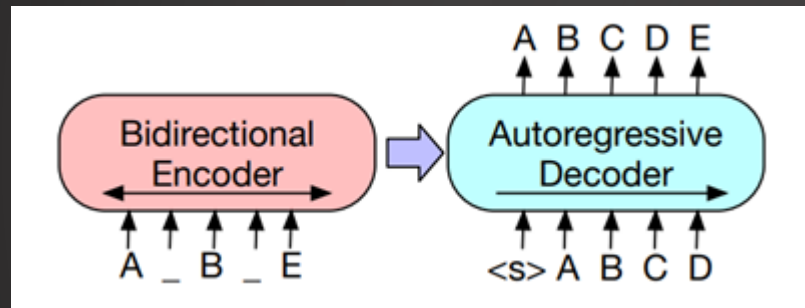 A B C D E
Bidirectional
Encoder
Autoregressive
Decoder
A _ B _ E
<s> A B C D